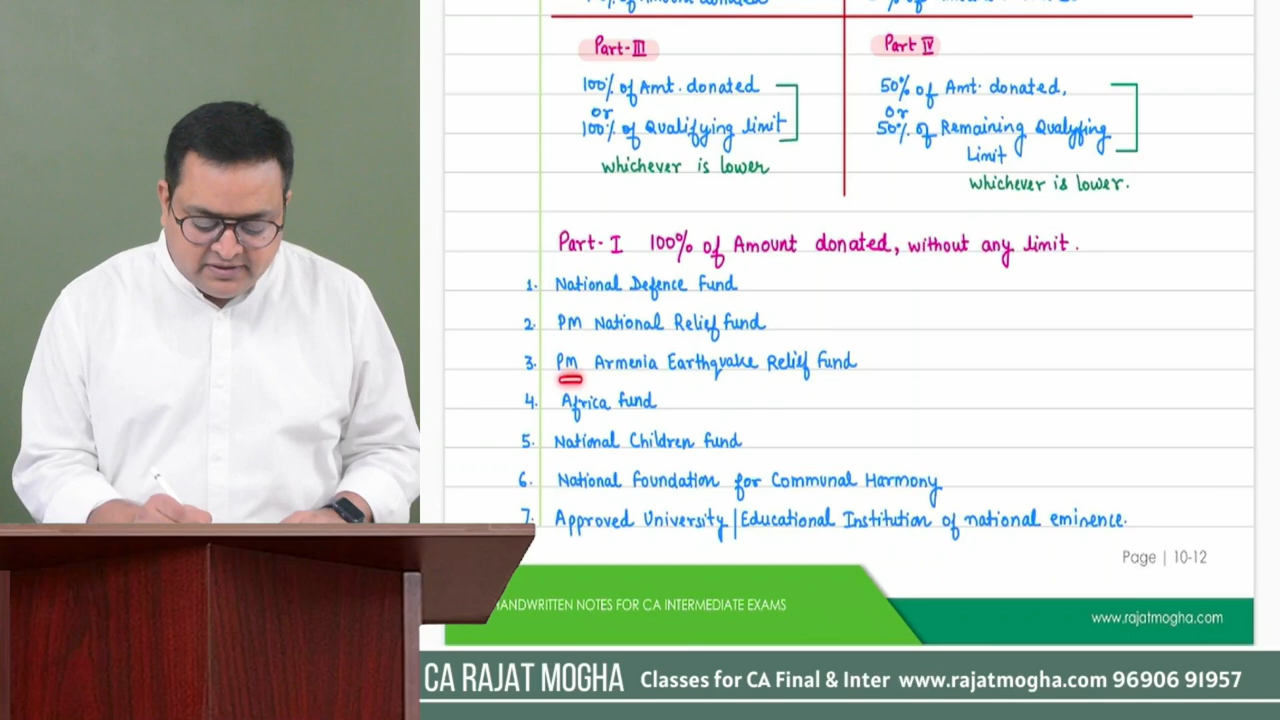 Part-III
100% of Amt. donated
or
100% of Qualifying limit
whichever is lower
Part IV
50% of Amt. donated,
or
50% of Remaining Qualyfing
Limit
whichever is lower.
Part-I 100% of Amount donated, without any limit.
1. National Defence Fund
2. PM National Relief fund
3. PM Armenia Earthquake Relief fund
4. Africa fund
5. National Children fund
6. National Foundation for Communal Harmony
7. Approved University | Educational Institution of national eminence.
Page | 10-12
HANDWRITTEN NOTES FOR CA INTERMEDIATE EXAMS
www.rajatmogha.com
CA RAJAT MOGHA Classes for CA Final & Inter www.rajatmogha.com 96906 91957